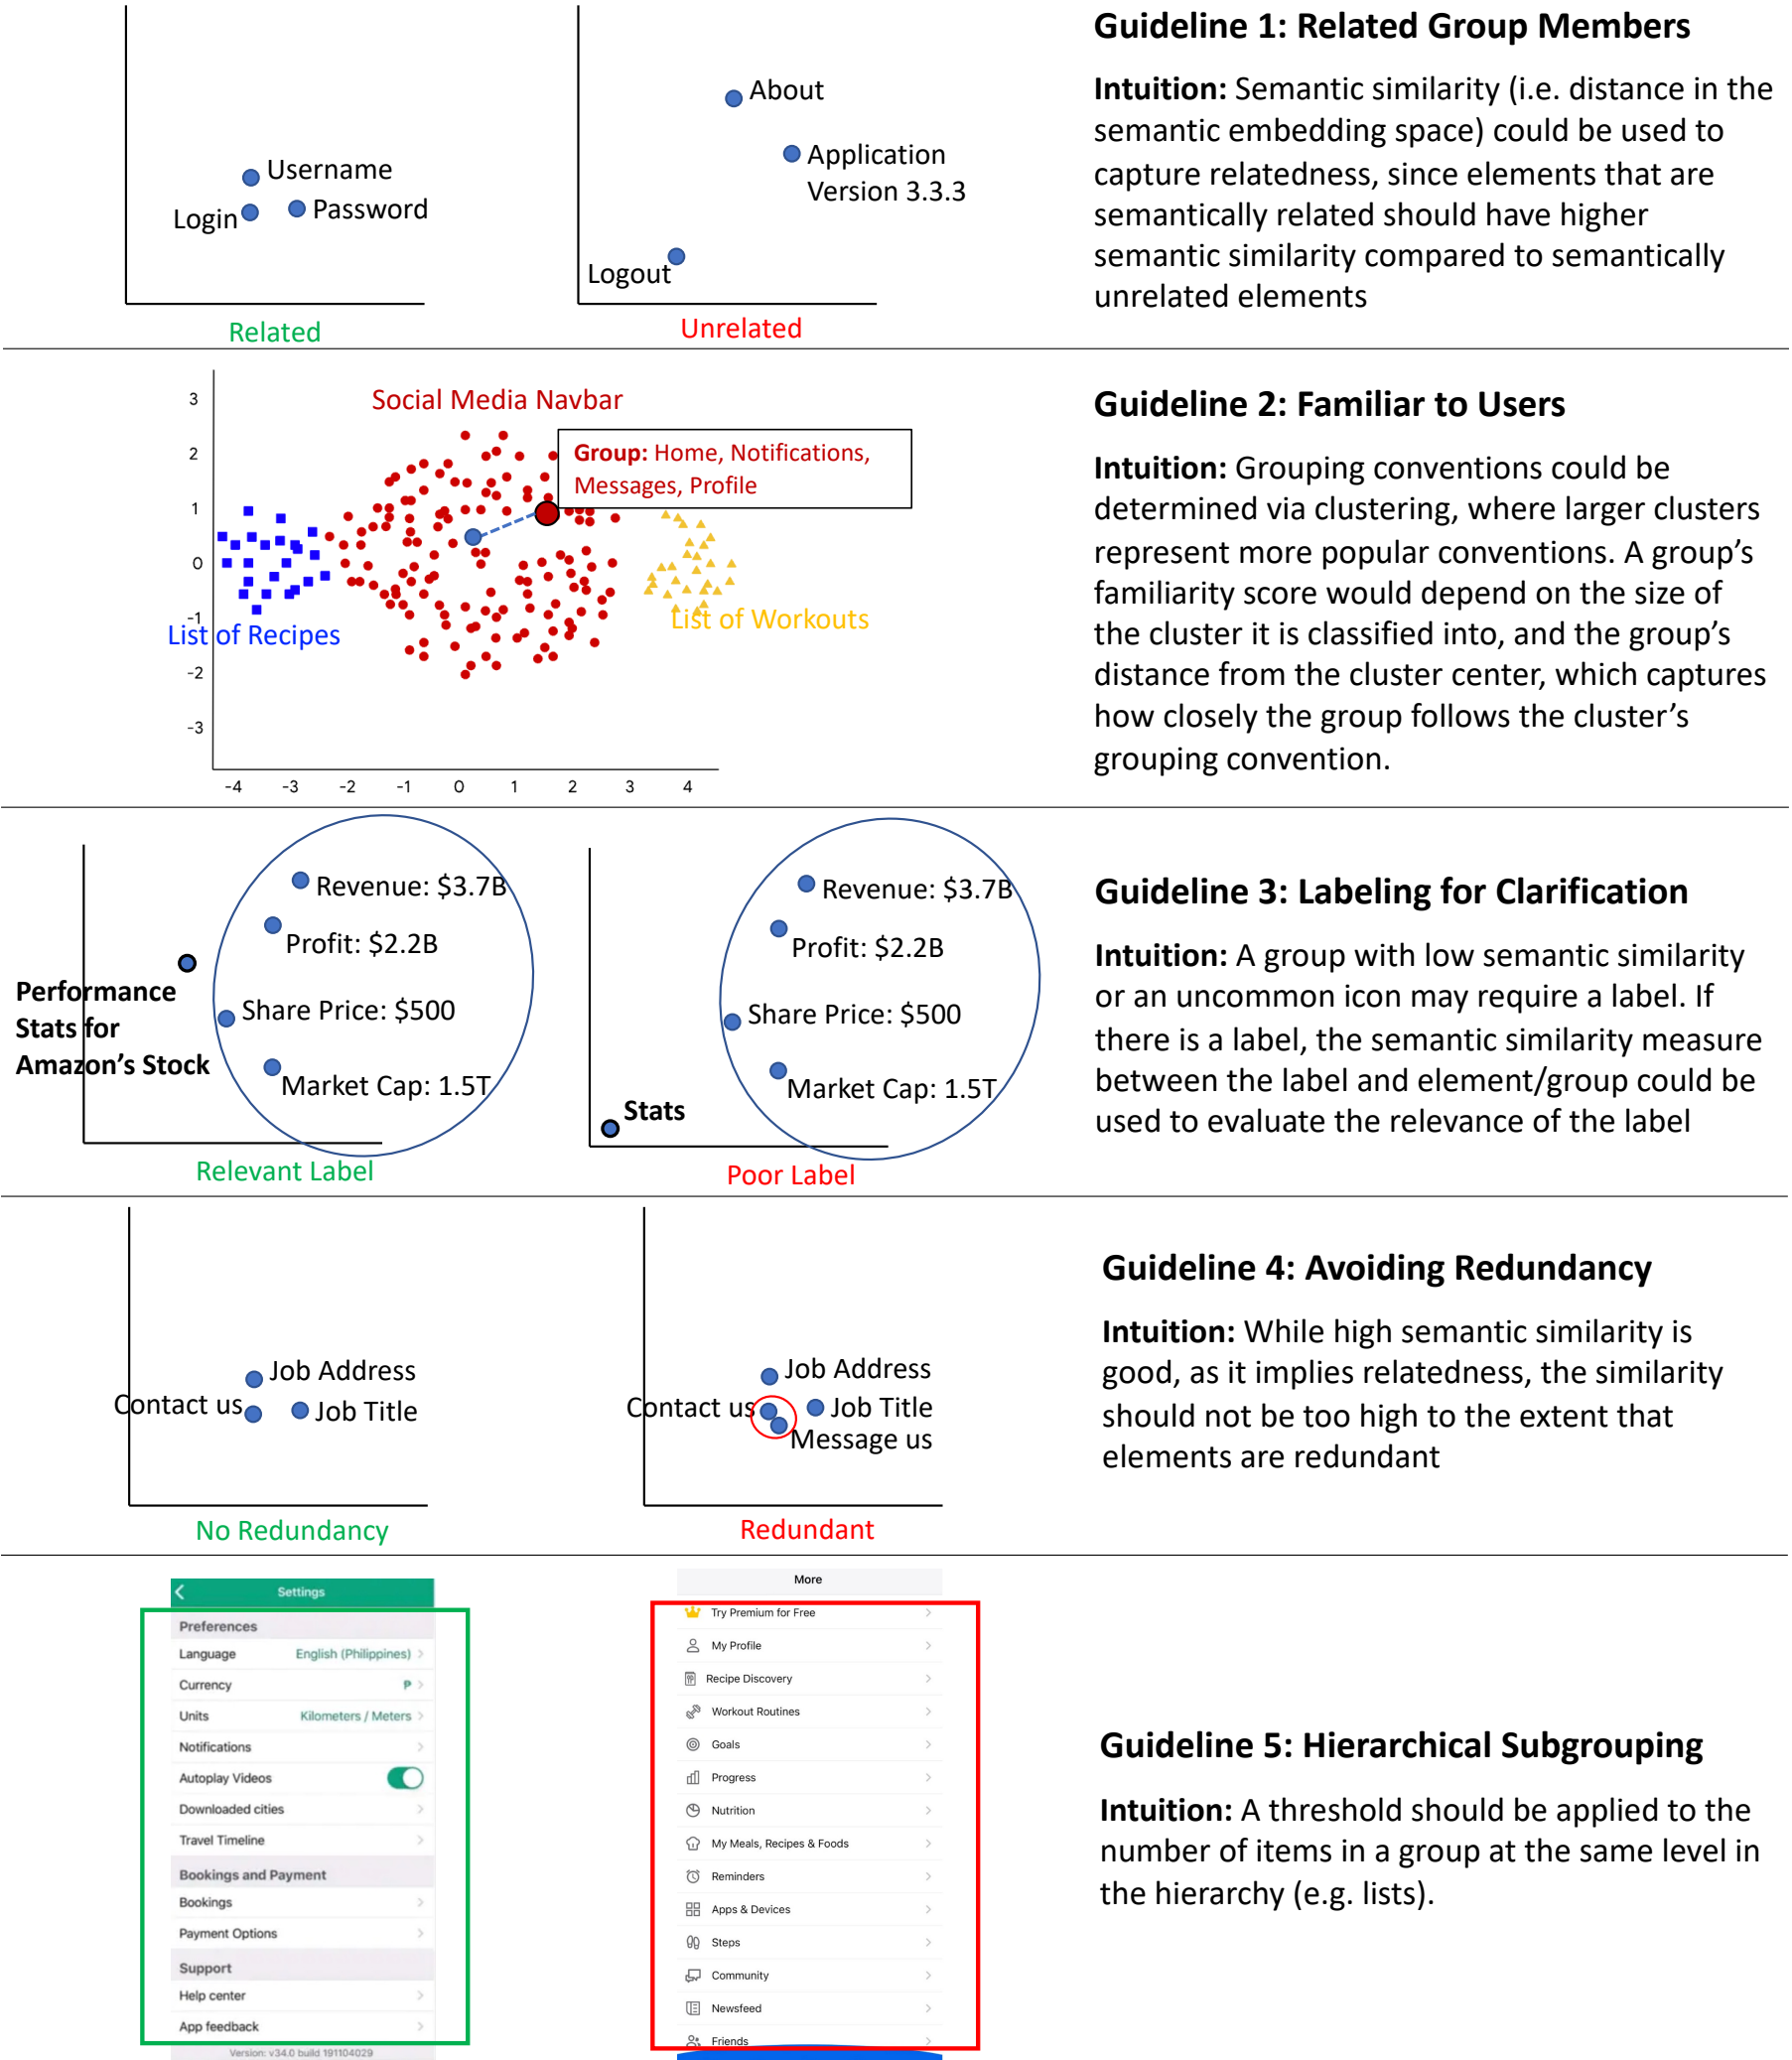 Guideline 1: Related Group Members
Intuition: Semantic similarity (i.e. distance in the
semantic embedding space) could be used to
capture relatedness, since elements that are
semantically related should have higher
semantic similarity compared to semantically
unrelated elements
Username
Login
Password
Related
About
Application
Version 3.3.3
Logout
Unrelated
Guideline 2: Familiar to Users
Intuition: Grouping conventions could be
determined via clustering, where larger clusters
represent more popular conventions. A group's
familiarity score would depend on the size of
the cluster it is classified into, and the group's
distance from the cluster center, which captures
how closely the group follows the cluster's
grouping convention.
Social Media Navbar
Group: Home, Notifications,
Messages, Profile
List of Recipes
List of Workouts
3
2
1
0
-1
-2
-3
-4 -3 -2 -1 0 1 2 3 4
Guideline 3: Labeling for Clarification
Intuition: A group with low semantic similarity
or an uncommon icon may require a label. If
there is a label, the semantic similarity measure
between the label and element/group could be
used to evaluate the relevance of the label
Revenue: $3.7B
Profit: $2.2B
Share Price: $500
Market Cap: 1.5T
Performance
Stats for
Amazon's Stock
Relevant Label
Revenue: $3.7B
Profit: $2.2B
Share Price: $500
Market Cap: 1.5T
Stats
Poor Label
Guideline 4: Avoiding Redundancy
Intuition: While high semantic similarity is
good, as it implies relatedness, the similarity
should not be too high to the extent that
elements are redundant
Job Address
Contact us
Job Title
No Redundancy
Job Address
Contact us
Job Title
Message us
Redundant
Settings
Preferences
Language English (Philippines)
Currency ₱
Units Kilometers / Meters
Notifications
Autoplay Videos
Downloaded cities
Travel Timeline
Bookings and Payment
Bookings
Payment Options
Support
Help center
App feedback
Version: v34.0 build 191104029
More
Try Premium for Free
My Profile
Recipe Discovery
Workout Routines
Goals
Progress
Nutrition
My Meals, Recipes & Foods
Reminders
Apps & Devices
Steps
Community
Newsfeed
Friends
Guideline 5: Hierarchical Subgrouping
Intuition: A threshold should be applied to the
number of items in a group at the same level in
the hierarchy (e.g. lists).